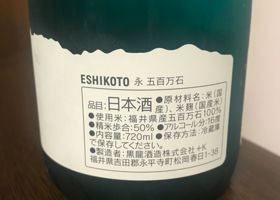 ESHIKOTO 永 五百万石
品目:日本酒 ●原材料名:米(国
産)、米麹(国産米)
●使用米:福井県産五百万石100%
●精米歩合:50% ●アルコール分:16度
●内容量:720ml ●保存方法:冷蔵庫
で保存してください。
●製造者:黒龍酒造株式会社+K
福井県吉田郡永平寺町松岡春日1-38